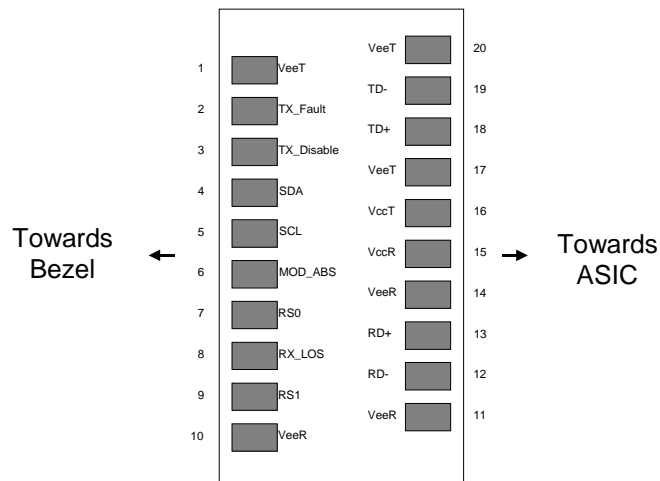 VeeT 20
1 VeeT
TD- 19
2 TX_Fault
TD+ 18
3 TX_Disable
VeeT 17
4 SDA
VccT 16
5 SCL
Towards
Bezel
VccR 15
Towards
ASIC
6 MOD_ABS
VeeR 14
7 RS0
RD+ 13
8 RX_LOS
RD- 12
9 RS1
VeeR 11
10 VeeR